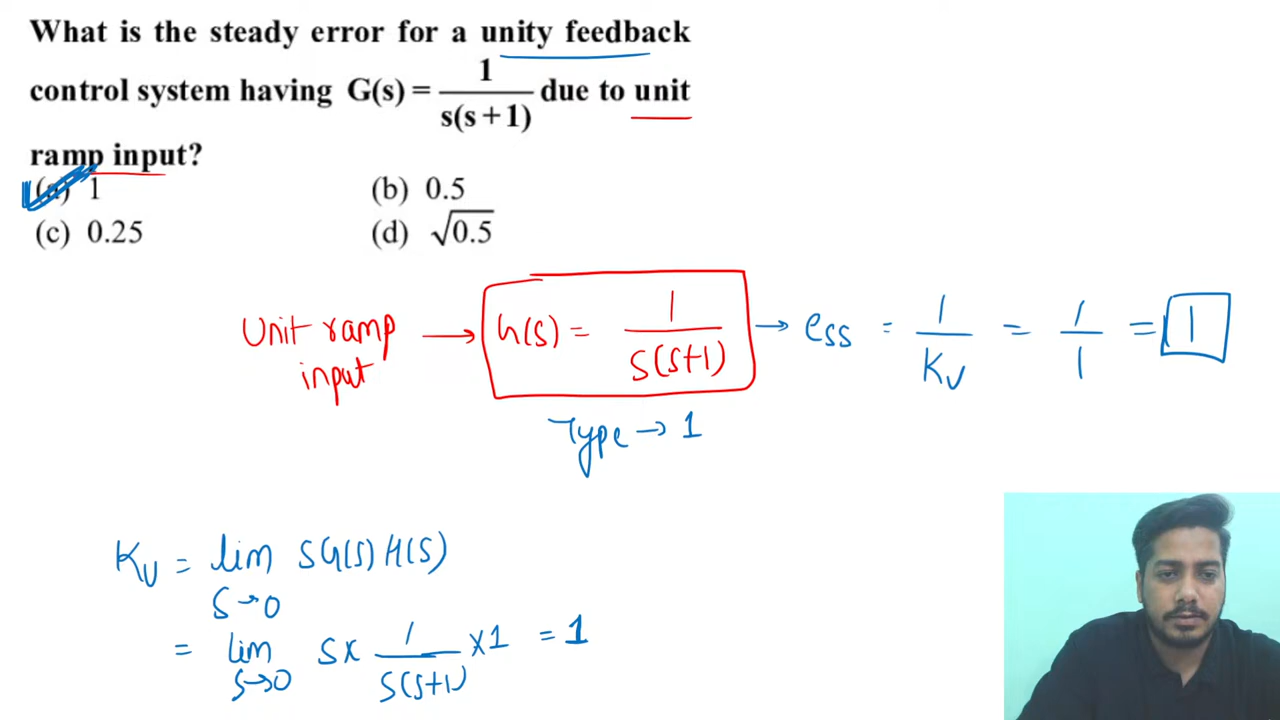 What is the steady error for a unity feedback
control system having G(s) = 1/s(s+1) due to unit
ramp input?
(a) 1 (b) 0.5
(c) 0.25 (d) √0.5
Unit ramp input → G(s) = 1/s(s+1) → ess = 1/Kv = 1/1 = 1
Type → 1
Kv = lim s→0 SG(s)H(s)
= lim s→0 S× 1/s(s+1) ×1 = 1